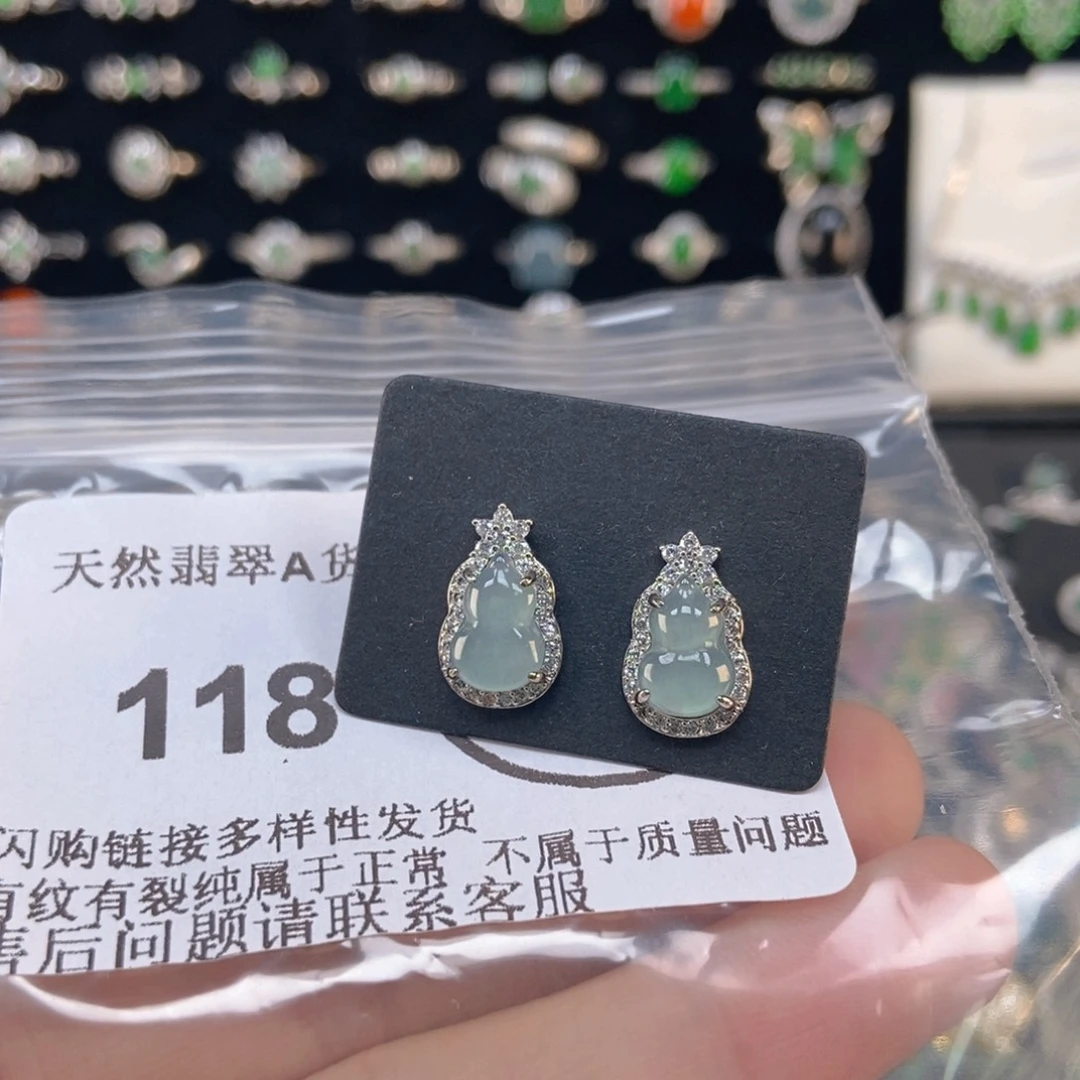 天然翡翠A货
118
闪购链接多样性发货
有纹有裂纯属于正常 不属于质量问题
售后问题请联系客服